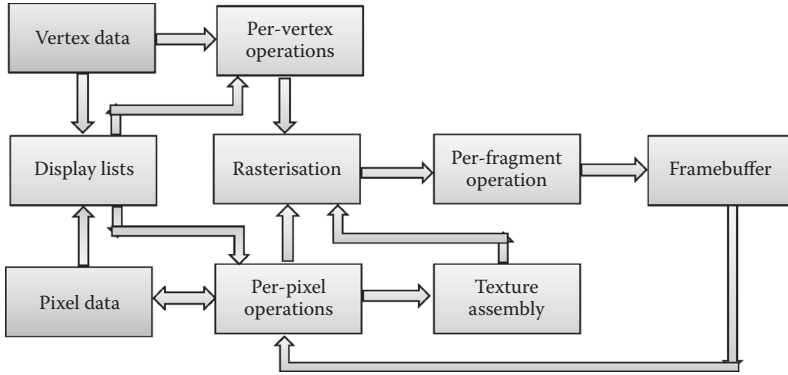 Vertex data
Per-vertex
operations
Display lists
Rasterisation
Per-fragment
operation
Framebuffer
Pixel data
Per-pixel
operations
Texture
assembly